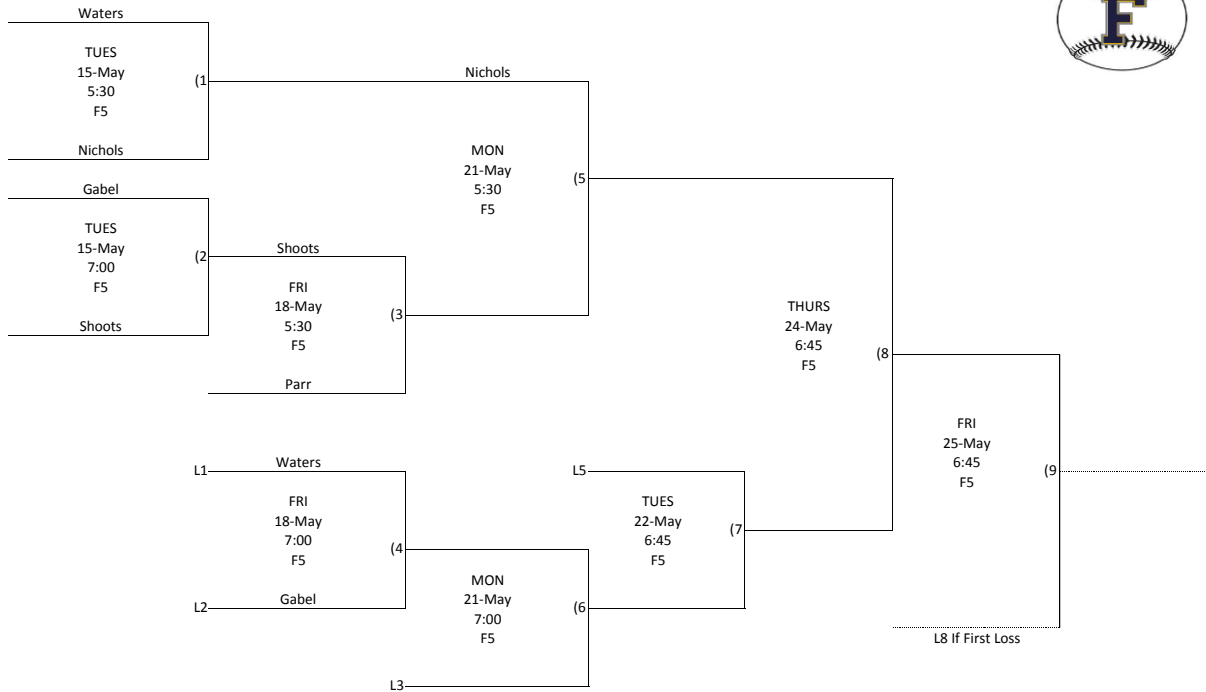 Waters
TUES
15-May
5:30
F5
(1
Nichols
Nichols
MON
21-May
5:30
F5
(5
Gabel
TUES
15-May
7:00
F5
(2
Shoots
Shoots
FRI
18-May
5:30
F5
(3
Parr
THURS
24-May
6:45
F5
(8
FRI
25-May
6:45
F5
(9
L1
Waters
FRI
18-May
7:00
F5
(4
L2
Gabel
L5
TUES
22-May
6:45
F5
(7
MON
21-May
7:00
F5
(6
L3
L8 If First Loss
F